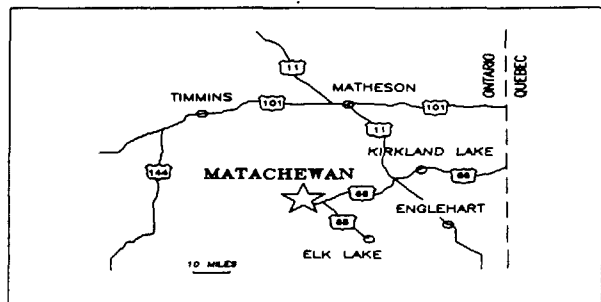 11
ONTARIO
QUEBEC
TIMMINS
MATHESON
101
101
11
KIRKLAND LAKE
144
MATACHEWAN
66
66
65
ENGLEHART
ELK LAKE
10 MILES